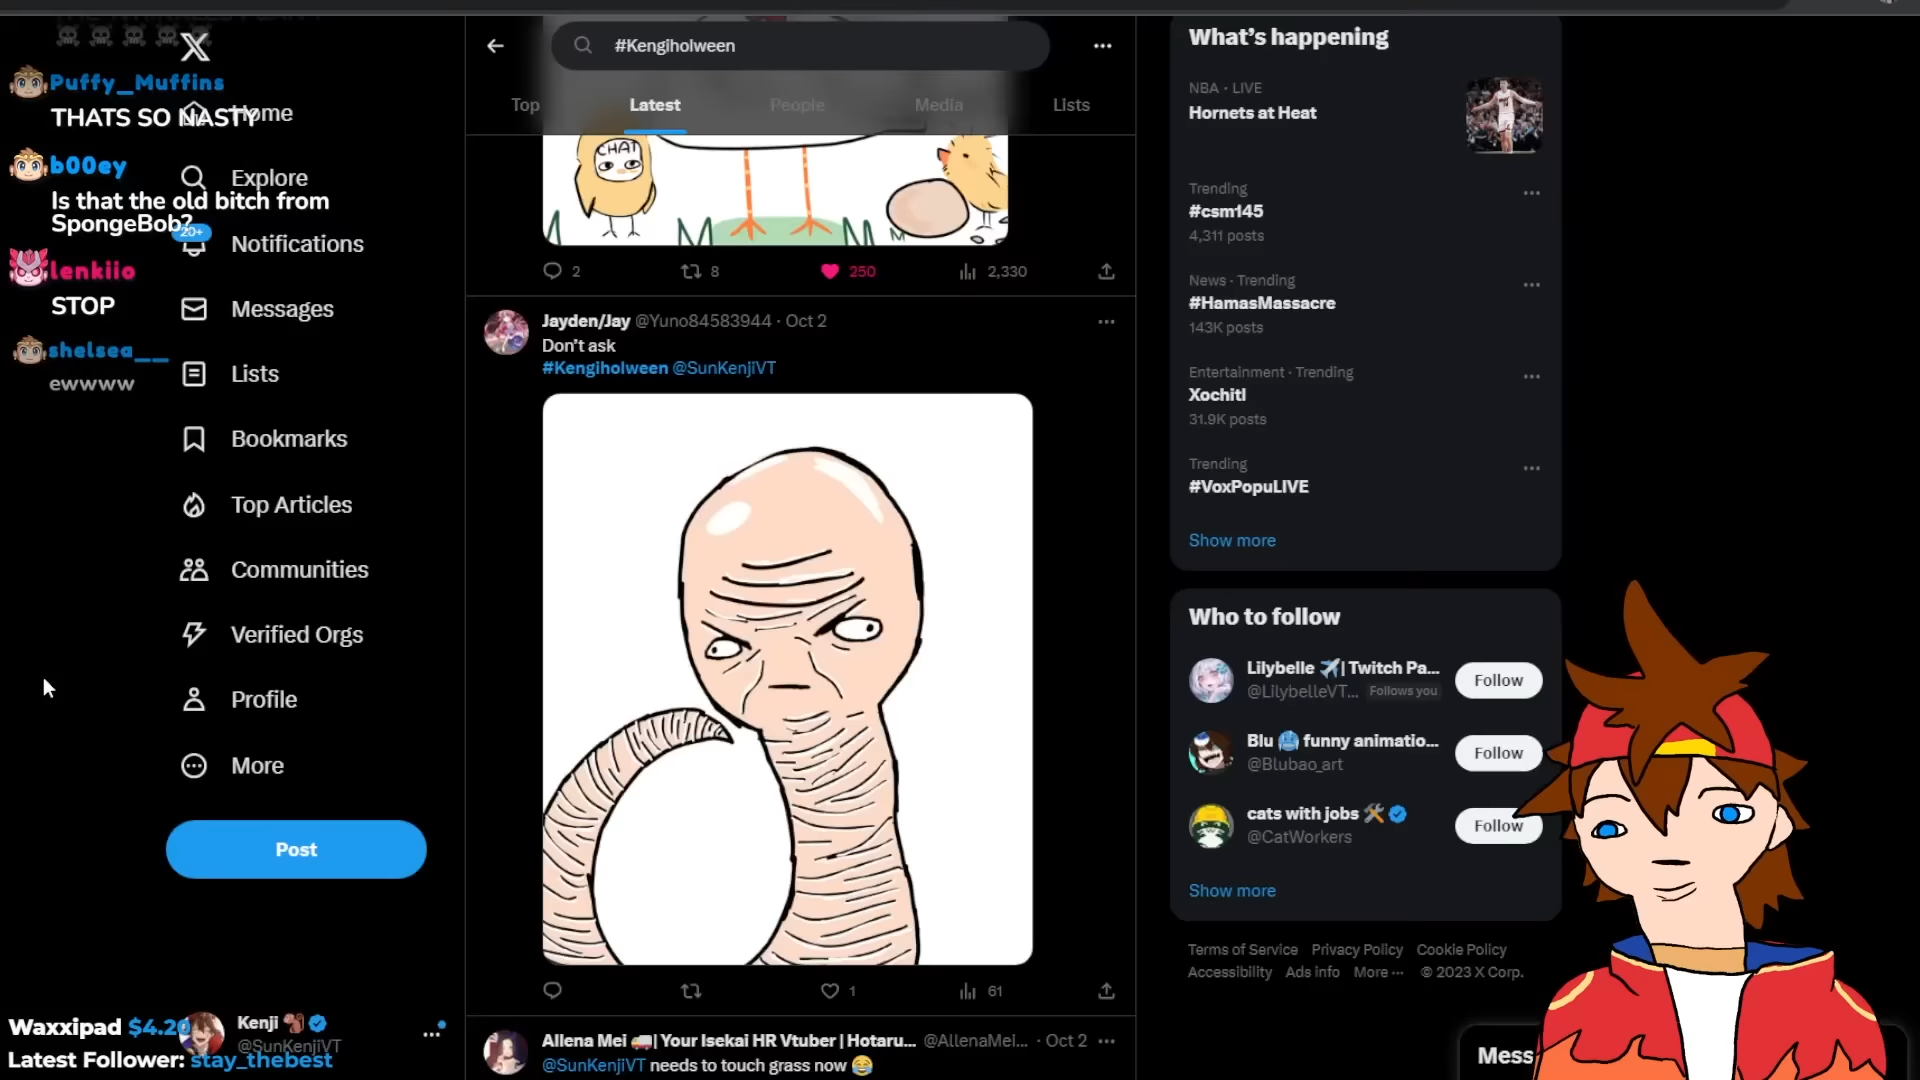 Puffy_Muffins
THATS SO NASTY
b00ey
Is that the old bitch from
SpongeBob?
lenkiio
STOP
shelsea__
ewwww
Home
Explore
20+
Notifications
Messages
Lists
Bookmarks
Top Articles
Communities
Verified Orgs
Profile
More
Post
Waxxipad $4.20
Latest Follower: stay_thebest
Kenji
@SunKenjiVT
#Kengiholween
Top
Latest
People
Media
Lists
CHAT
2
8
250
2,330
Jayden/Jay @Yuno84583944 · Oct 2
Don't ask
#Kengiholween @SunKenjiVT
1
61
Allena Mei 🚛| Your Isekai HR Vtuber | Hotaru... @AllenaMei... · Oct 2
@SunKenjiVT needs to touch grass now 😂
What's happening
NBA · LIVE
Hornets at Heat
Trending
#csm145
4,311 posts
News · Trending
#HamasMassacre
143K posts
Entertainment · Trending
Xochitl
31.9K posts
Trending
#VoxPopuLIVE
Show more
Who to follow
Lilybelle ✈️| Twitch Pa...
@LilybelleVT... Follows you
Follow
Blu 🥶 funny animatio...
@Blubao_art
Follow
cats with jobs 🛠
@CatWorkers
Follow
Show more
Terms of Service Privacy Policy Cookie Policy
Accessibility Ads info More ··· © 2023 X Corp.
Mess